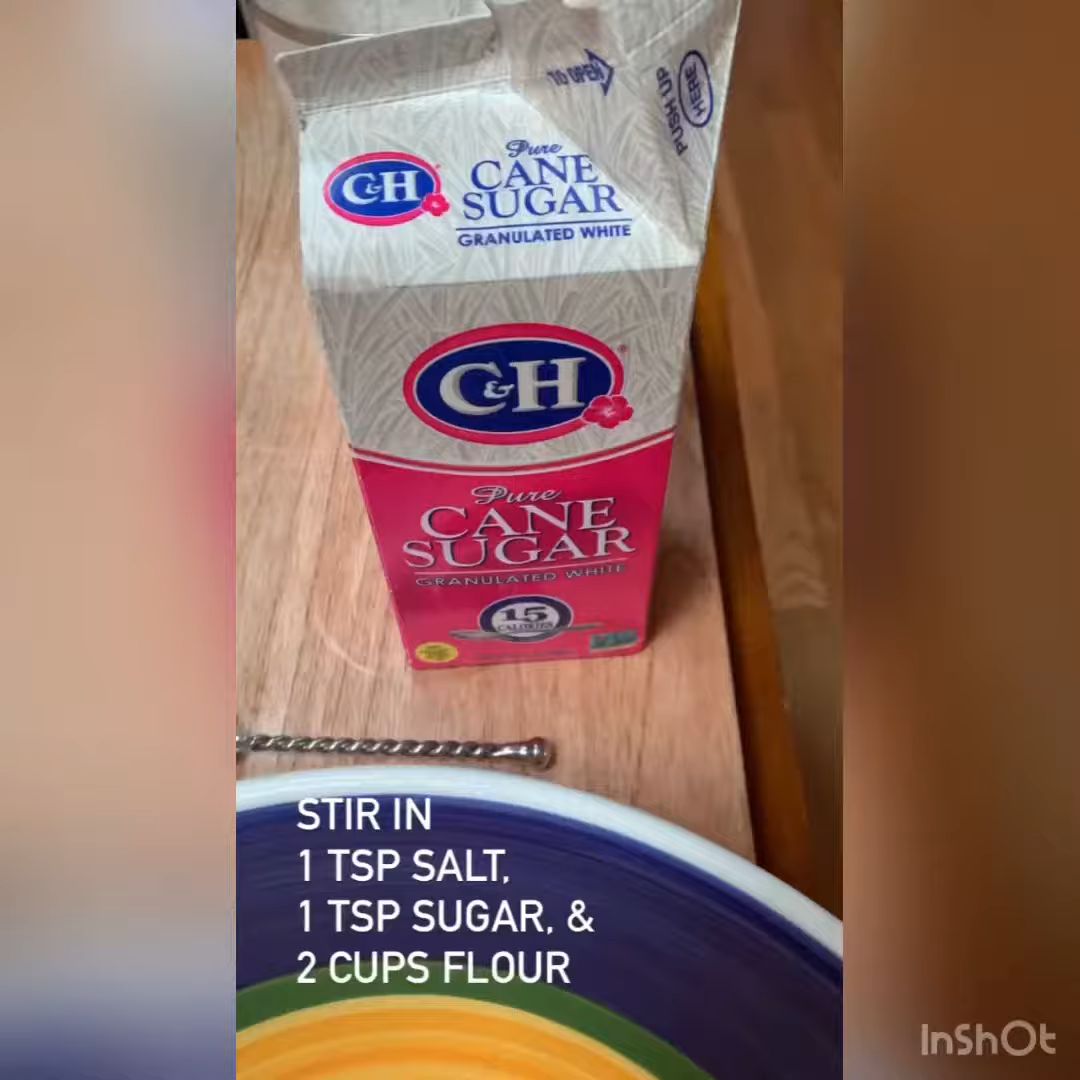 TO OPEN
PUSH UP
HERE
C&H
Pure
CANE
SUGAR
GRANULATED WHITE
C&H
Pure
CANE
SUGAR
GRANULATED WHITE
15
CALORIES
STIR IN
1 TSP SALT,
1 TSP SUGAR, &
2 CUPS FLOUR
InShOt